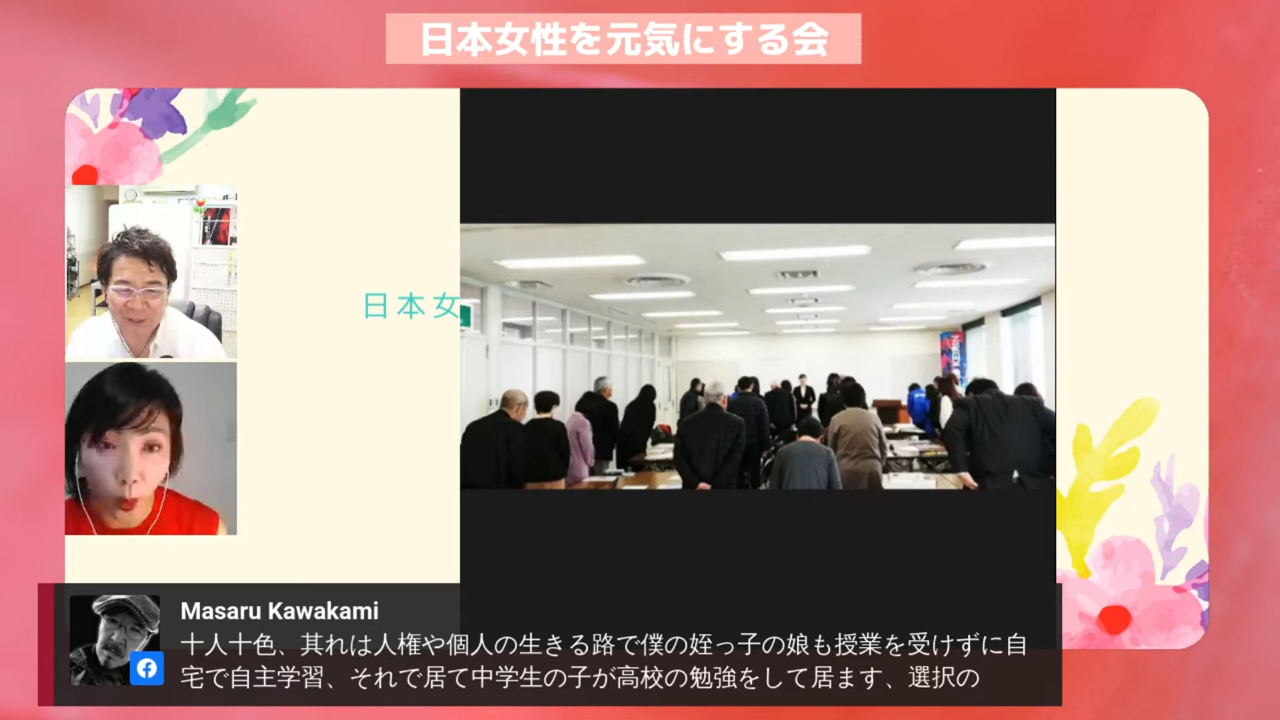 日本女性を元気にする会
日本女
Masaru Kawakami
十人十色、其れは人権や個人の生きる路で僕の姪っ子の娘も授業を受けずに自
宅で自主学習、それで居て中学生の子が高校の勉強をして居ます、選択の